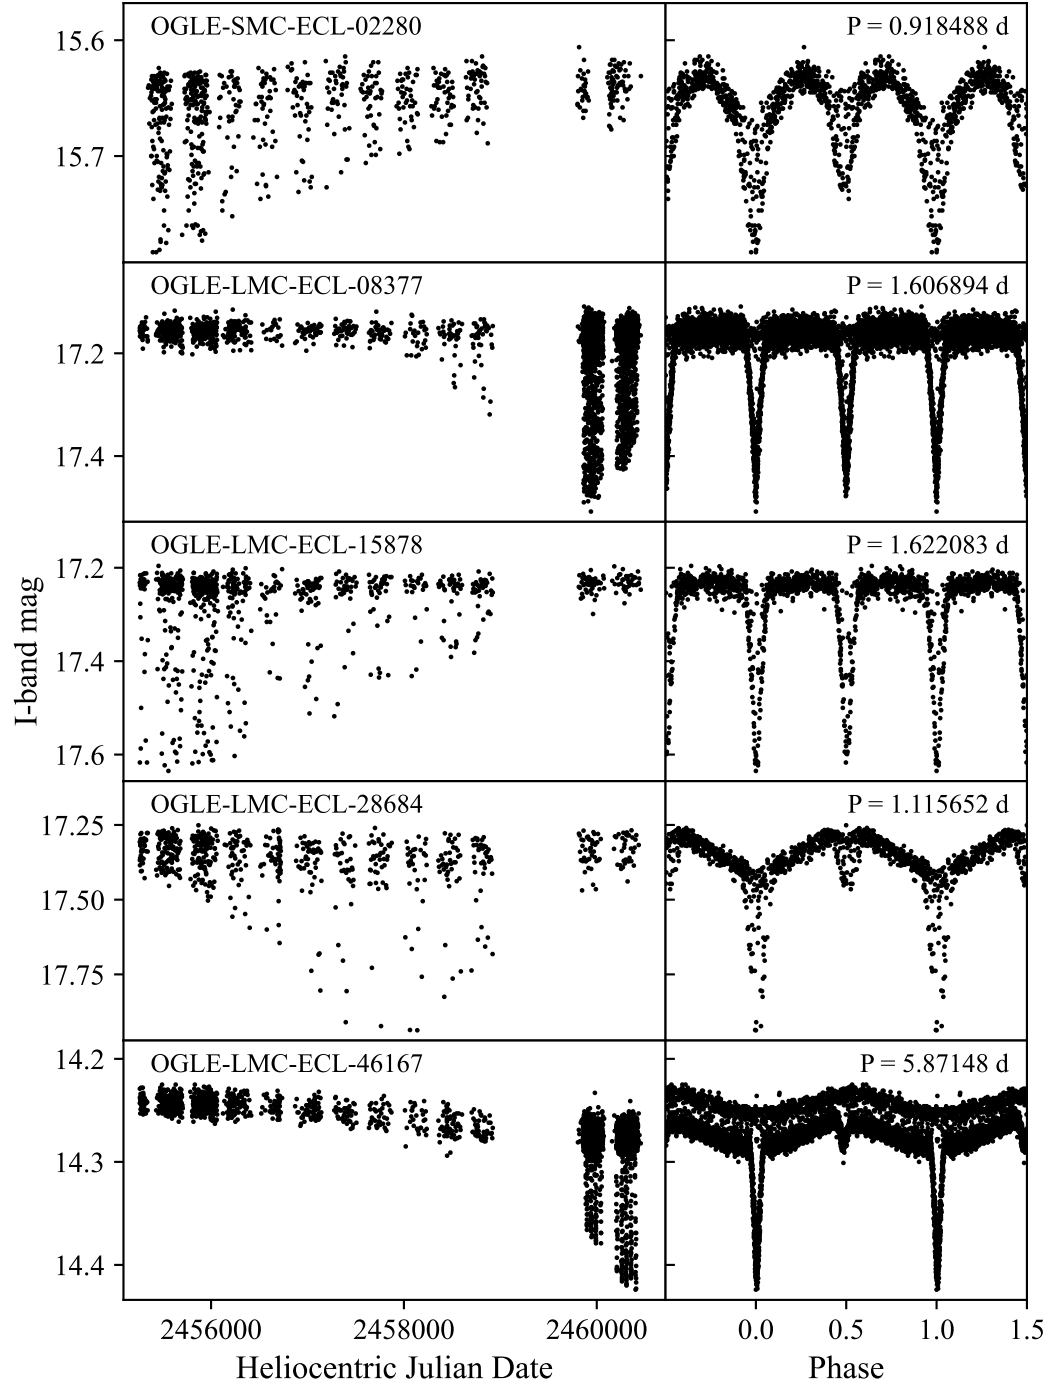 OGLE-SMC-ECL-02280
P = 0.918488 d
15.6
15.7
OGLE-LMC-ECL-08377
P = 1.606894 d
17.2
17.4
OGLE-LMC-ECL-15878
P = 1.622083 d
17.2
17.4
17.6
I-band mag
OGLE-LMC-ECL-28684
P = 1.115652 d
17.25
17.50
17.75
OGLE-LMC-ECL-46167
P = 5.87148 d
14.2
14.3
14.4
2456000 2458000 2460000 0.0 0.5 1.0 1.5
Heliocentric Julian Date Phase